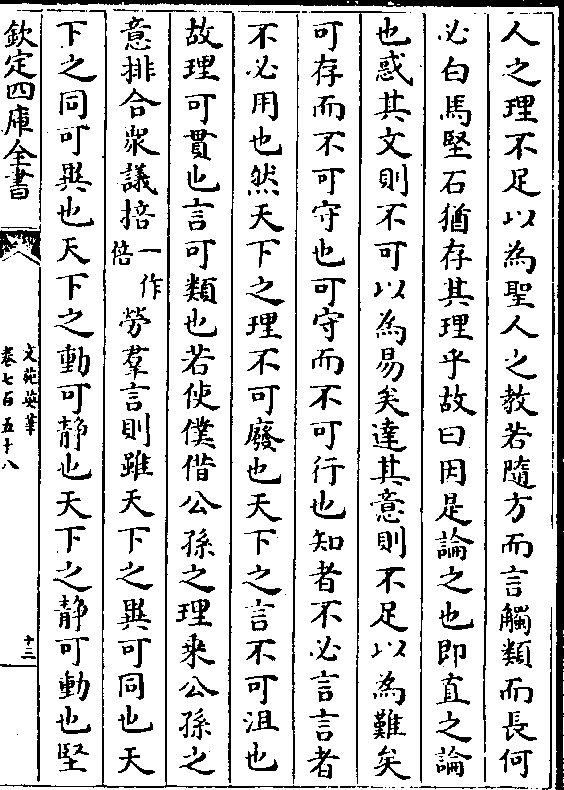 人之理不足以為聖人之教若隨方而言觸類而長何
必白馬堅石猶存其理乎故曰因是論之也即直之論
也惑其文則不可以為易矣達其意則不足以為難矣
可存而不可守也可守而不可行也知者不必言言者
不必用也然天下之理不可廢也天下之言不可沮也
故理可貫也言可類也若使僕借公孫之理乘公孫之
意排合衆議掊一作倍勞羣言則雖天下之異可同也天
下之同可異也天下之動可静也天下之静可動也堅
欽定四庫全書
文苑英華
卷七百五十八
十三